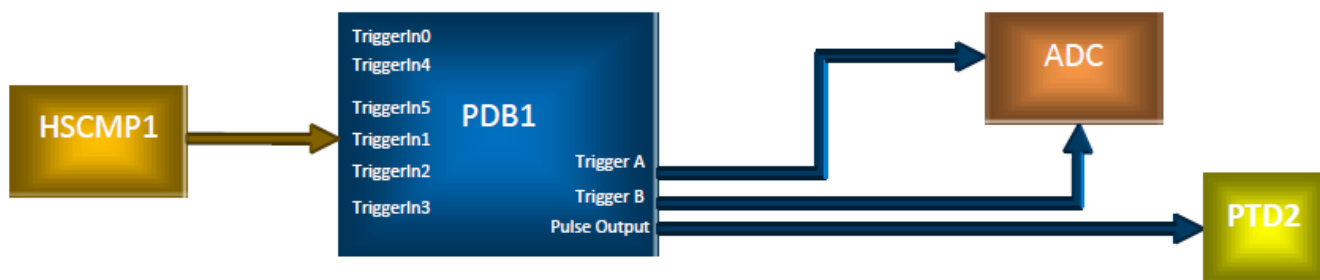 HSCMP1
TriggerIn0
TriggerIn4
TriggerIn5
TriggerIn1
TriggerIn2
TriggerIn3
PDB1
Trigger A
Trigger B
Pulse Output
ADC
PTD2